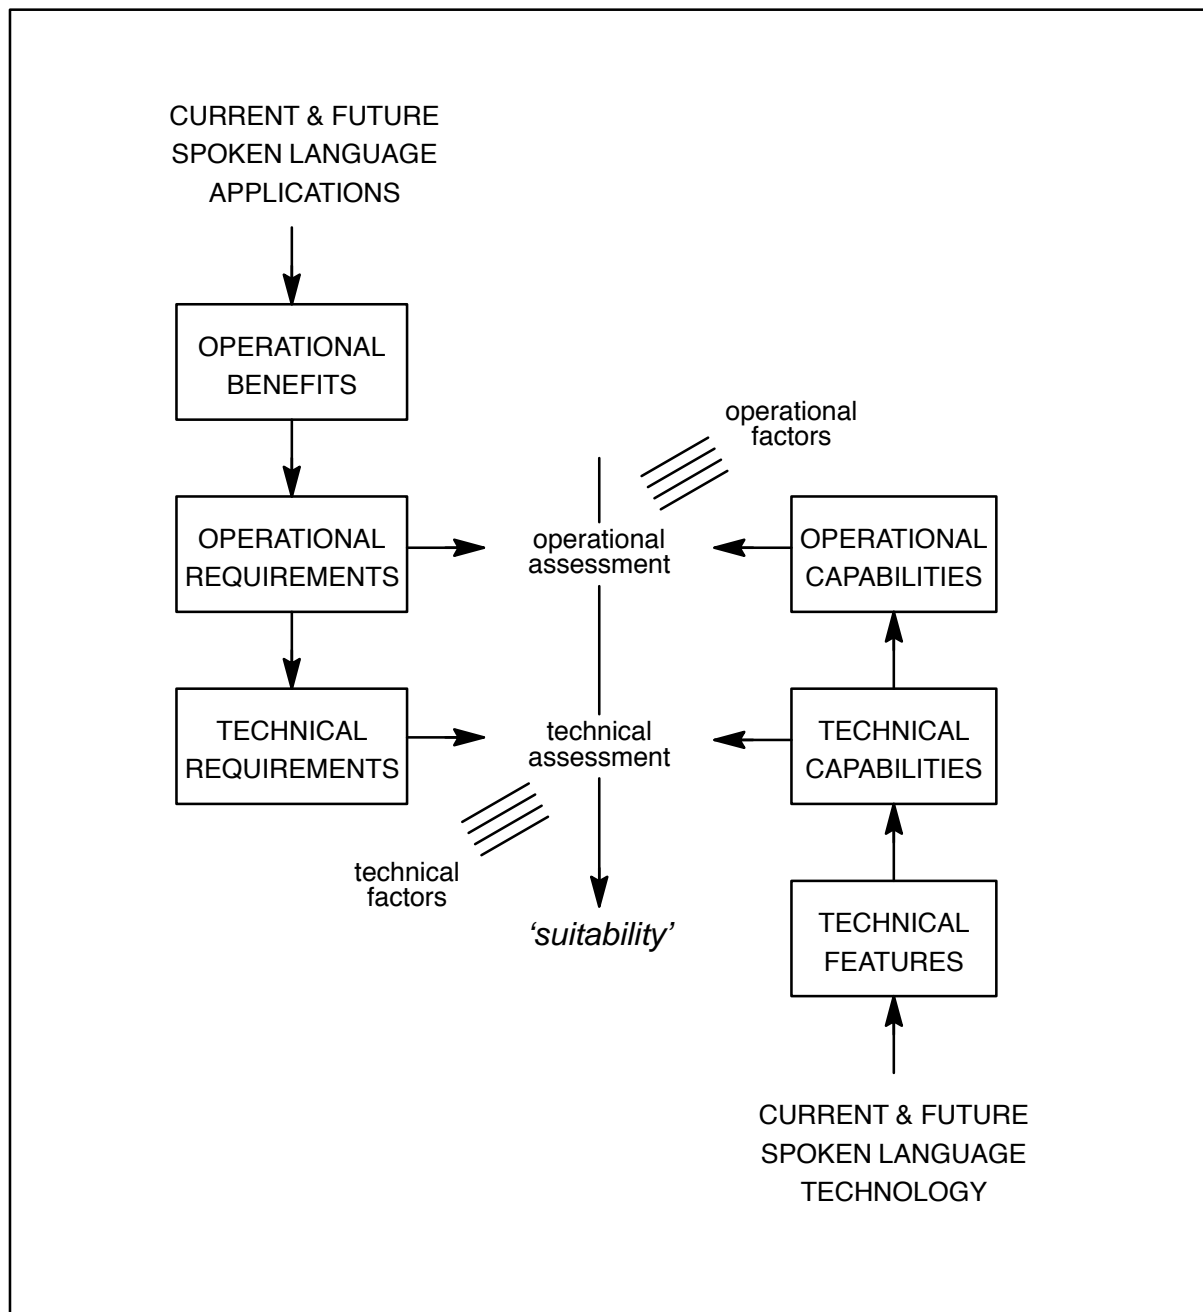 CURRENT & FUTURE
SPOKEN LANGUAGE
APPLICATIONS
OPERATIONAL
BENEFITS
operational
factors
OPERATIONAL
REQUIREMENTS
operational
assessment
OPERATIONAL
CAPABILITIES
TECHNICAL
REQUIREMENTS
technical
assessment
TECHNICAL
CAPABILITIES
technical
factors
‘suitability’
TECHNICAL
FEATURES
CURRENT & FUTURE
SPOKEN LANGUAGE
TECHNOLOGY